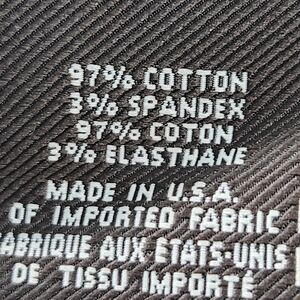 97% COTTON
3% SPANDEX
97% COTON
3% ELASTHANE
MADE IN U.S.A.
OF IMPORTED FABRIC
FABRIQUE AUX ETATS-UNIS
DE TISSU IMPORTÉ